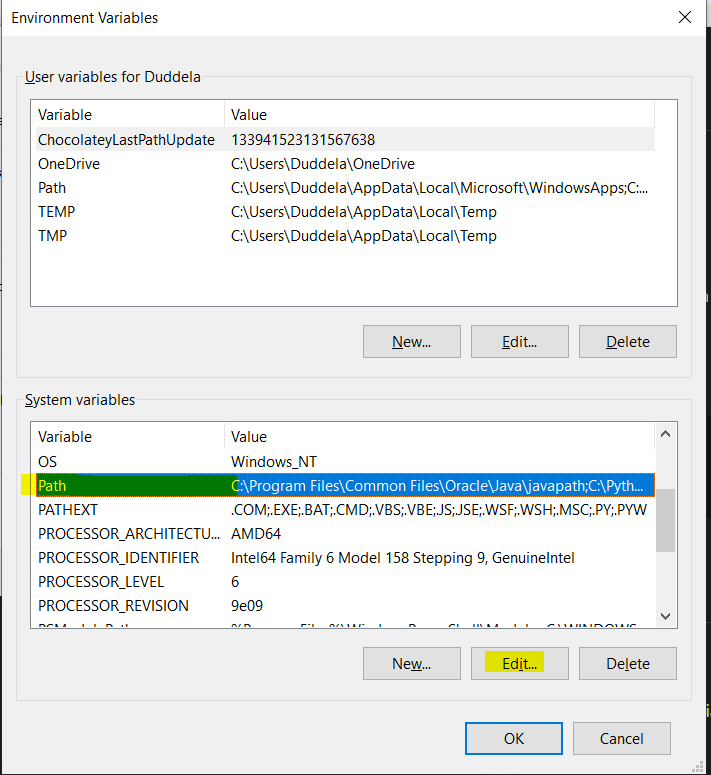 Environment Variables
User variables for Duddela
Variable Value
ChocolateyLastPathUpdate 133941523131567638
OneDrive C:\Users\Duddela\OneDrive
Path C:\Users\Duddela\AppData\Local\Microsoft\WindowsApps;C:...
TEMP C:\Users\Duddela\AppData\Local\Temp
TMP C:\Users\Duddela\AppData\Local\Temp
New... Edit... Delete
System variables
Variable Value
OS Windows_NT
Path C:\Program Files\Common Files\Oracle\Java\javapath;C:\Pyth...
PATHEXT .COM;.EXE;.BAT;.CMD;.VBS;.VBE;.JS;.JSE;.WSF;.WSH;.MSC;.PY;.PYW
PROCESSOR_ARCHITECTU... AMD64
PROCESSOR_IDENTIFIER Intel64 Family 6 Model 158 Stepping 9, GenuineIntel
PROCESSOR_LEVEL 6
PROCESSOR_REVISION 9e09
New... Edit... Delete
OK Cancel